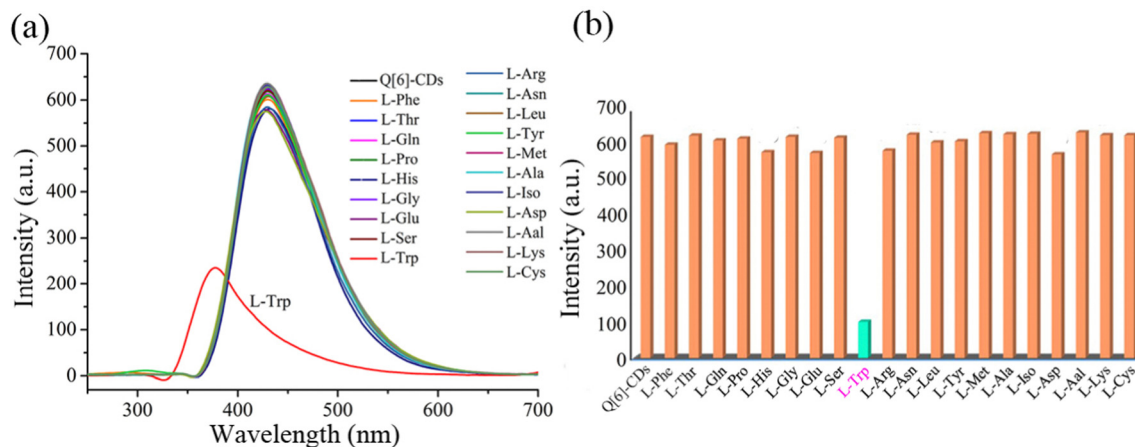 (a)
700
600
500
400
300
200
100
0
Intensity (a.u.)
300
400
500
600
700
Wavelength (nm)
Q[6]-CDs
L-Phe
L-Thr
L-Gln
L-Pro
L-His
L-Gly
L-Glu
L-Ser
L-Trp
L-Arg
L-Asn
L-Leu
L-Tyr
L-Met
L-Ala
L-Iso
L-Asp
L-Aal
L-Lys
L-Cys
L-Trp
(b)
700
600
500
400
300
200
100
0
Intensity (a.u.)
Q[6]-CDs
L-Phe
L-Thr
L-Gln
L-Pro
L-His
L-Gly
L-Glu
L-Ser
L-Trp
L-Arg
L-Asn
L-Leu
L-Tyr
L-Met
L-Ala
L-Iso
L-Asp
L-Aal
L-Lys
L-Cys